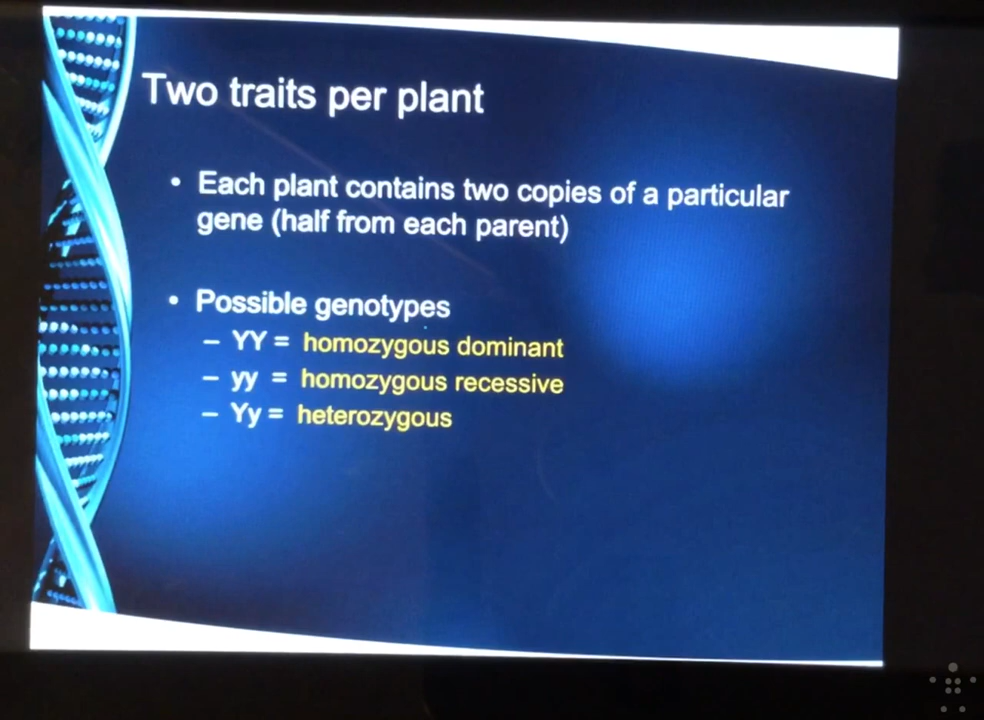 Two traits per plant
• Each plant contains two copies of a particular
gene (half from each parent)
• Possible genotypes
– YY = homozygous dominant
– yy = homozygous recessive
– Yy = heterozygous